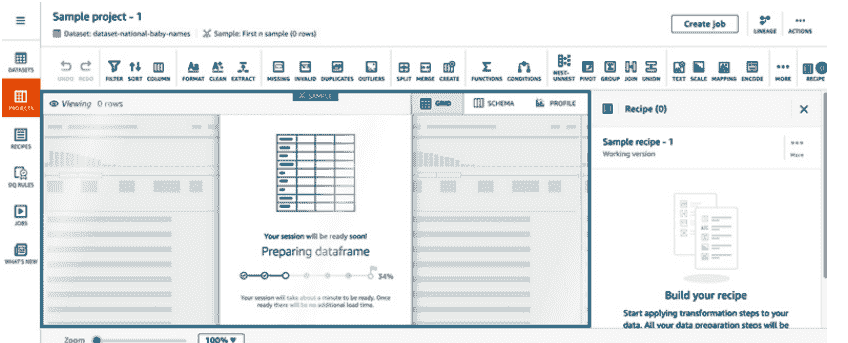 Sample project - 1
Dataset: dataset-national-baby-names Sample: First n sample (0 rows)
Create job
LINEAGE
ACTIONS
DATASETS
PROJECTS
RECIPES
DQ RULES
JOBS
WHAT'S NEW
UNDO REDO FILTER SORT COLUMN FORMAT CLEAN EXTRACT MISSING INVALID DUPLICATES OUTLIERS SPLIT MERGE CREATE FUNCTIONS CONDITIONS NEST-UNNEST PIVOT GROUP JOIN UNION TEXT SCALE MAPPING ENCODE MORE RECIPE
Viewing 0 rows
SAMPLE
GRID
SCHEMA
PROFILE
Your session will be ready soon!
Preparing dataframe
34%
Your session will take about a minute to be ready. Once
ready there will be no additional load time.
Zoom
100%
Recipe (0)
Sample recipe - 1
Working version
More
Build your recipe
Start applying transformation steps to your
data. All your data preparation steps will be